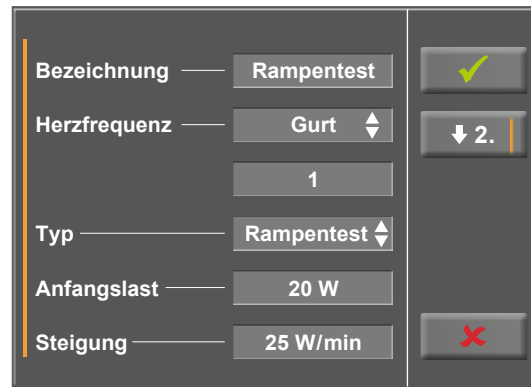 Bezeichnung Rampentest
Herzfrequenz Gurt
1
Typ Rampentest
Anfangslast 20 W
Steigung 25 W/min
2.